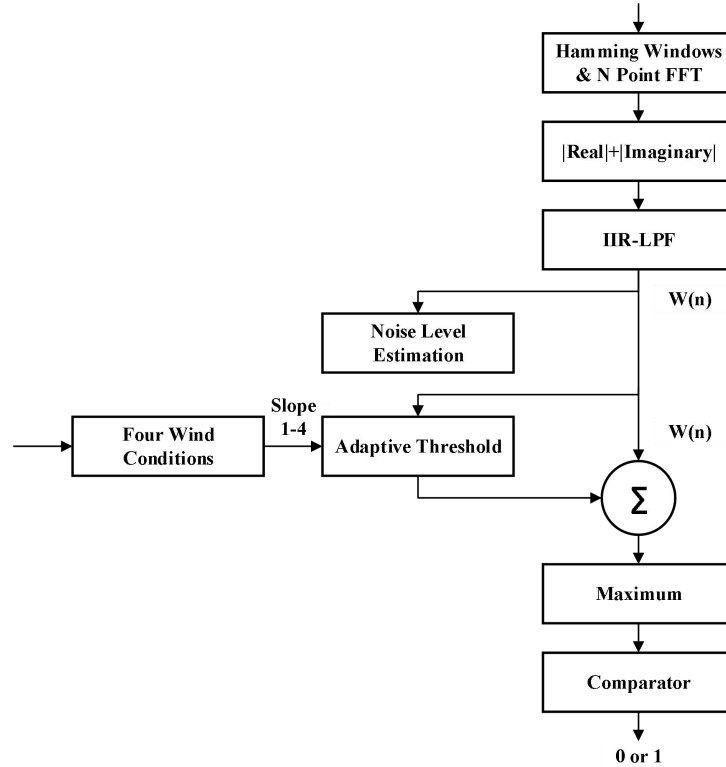 Hamming Windows
& N Point FFT
|Real|+|Imaginary|
IIR-LPF
W(n)
Noise Level
Estimation
Slope
1-4
Four Wind
Conditions
Adaptive Threshold
W(n)
Σ
Maximum
Comparator
0 or 1